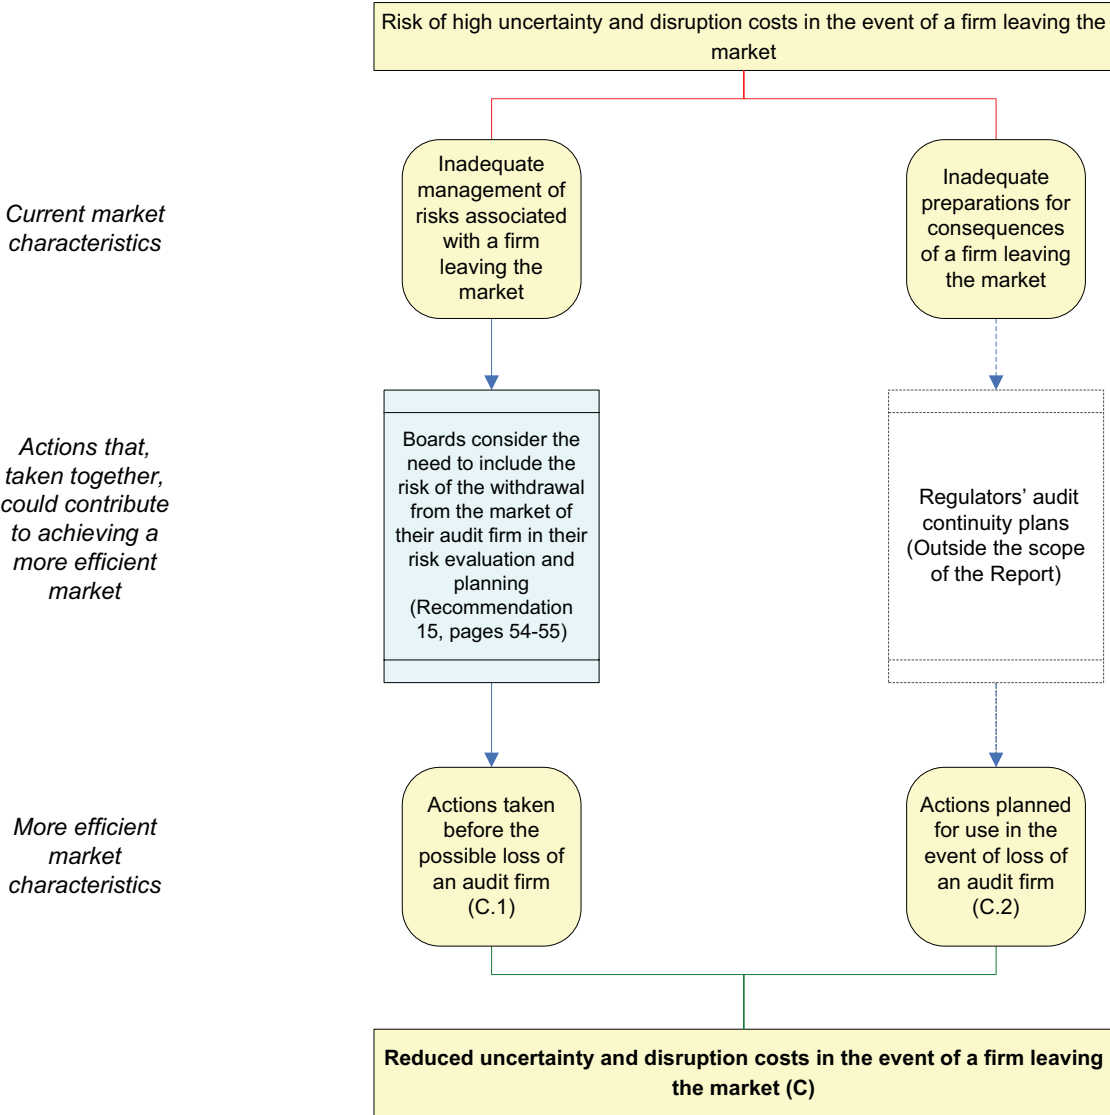 Risk of high uncertainty and disruption costs in the event of a firm leaving the
market
Current market
characteristics
Inadequate
management of
risks associated
with a firm
leaving the
market
Inadequate
preparations for
consequences
of a firm leaving
the market
Actions that,
taken together,
could contribute
to achieving a
more efficient
market
Boards consider the
need to include the
risk of the withdrawal
from the market of
their audit firm in their
risk evaluation and
planning
(Recommendation
15, pages 54-55)
Regulators’ audit
continuity plans
(Outside the scope
of the Report)
More efficient
market
characteristics
Actions taken
before the
possible loss of
an audit firm
(C.1)
Actions planned
for use in the
event of loss of
an audit firm
(C.2)
Reduced uncertainty and disruption costs in the event of a firm leaving
the market (C)